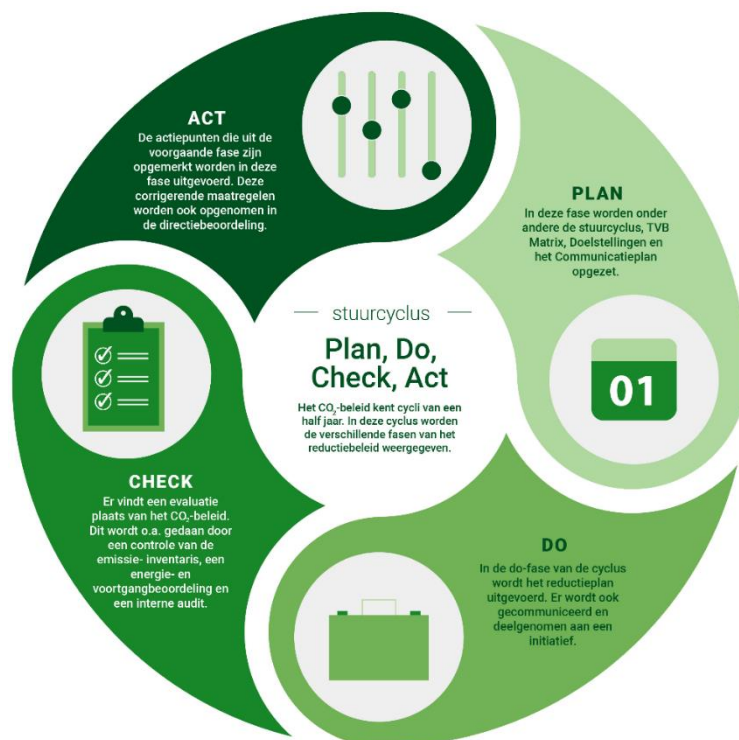 stuurcyclus
Plan, Do,
Check, Act
Het CO₂-beleid kent cycli van een
half jaar. In deze cyclus worden
de verschillende fasen van het
reductiebeleid weergegeven.
PLAN
In deze fase worden onder
andere de stuurcyclus, TVB
Matrix, Doelstellingen en
het Communicatieplan
opgezet.
01
DO
In de do-fase van de cyclus
wordt het reductieplan
uitgevoerd. Er wordt ook
gecommuniceerd en
deelgenomen aan een
initiatief.
CHECK
Er vindt een evaluatie
plaats van het CO₂-beleid.
Dit wordt o.a. gedaan door
een controle van de
emissie- inventaris, een
energie- en
voortgangbeoordeling en
een interne audit.
ACT
De actiepunten die uit de
voorgaande fase zijn
opgemerkt worden in deze
fase uitgevoerd. Deze
corrigerende maatregelen
worden ook opgenomen in
de directiebeoordeling.